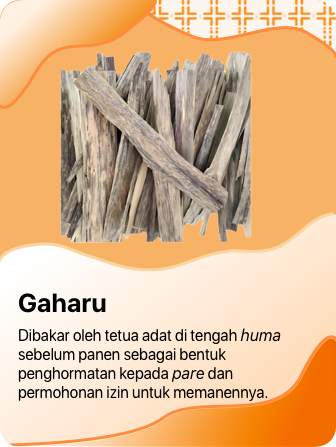 Gaharu
Dibakar oleh tetua adat di tengah huma
sebelum panen sebagai bentuk
penghormatan kepada pare dan
permohonan izin untuk memanennya.